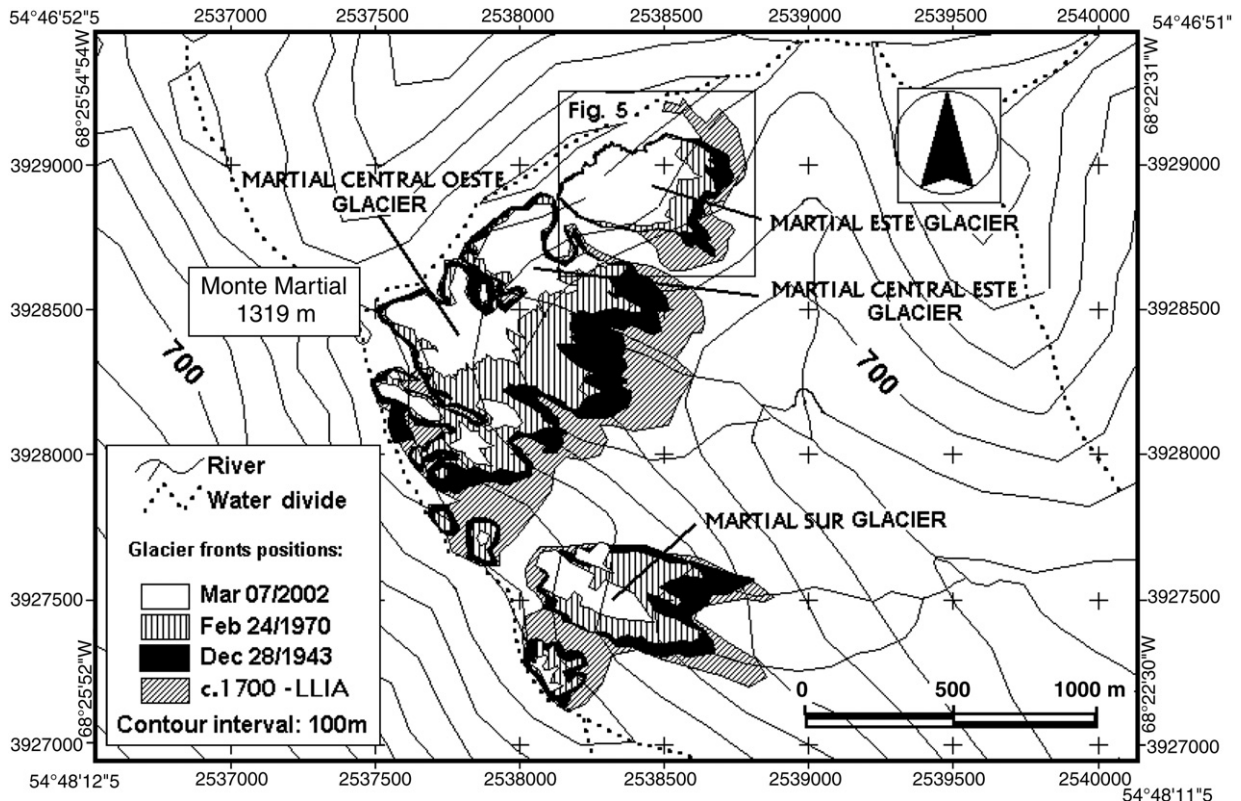 2537000 2537500 2538000 2538500 2539000 2539500 2540000
54°46'52"S
54°46'51"
68°25'54"54W
68°22'31"W
Fig. 5
3929000
3929000
MARTIAL CENTRAL OESTE
GLACIER
MARTIAL ESTE GLACIER
Monte Martial
1319 m
MARTIAL CENTRAL ESTE
GLACIER
3928500
3928500
700
700
3928000
3928000
River
Water divide
Glacier fronts positions:
Mar 07/2002
Feb 24/1970
Dec 28/1943
c.1700 -LLIA
Contour interval: 100m
MARTIAL SUR GLACIER
3927500
3927500
0 500 1000 m
68°25'52"W
68°22'30"W
3927000
3927000
54°48'12"S
54°48'11"5
2537000 2537500 2538000 2538500 2539000 2539500 2540000